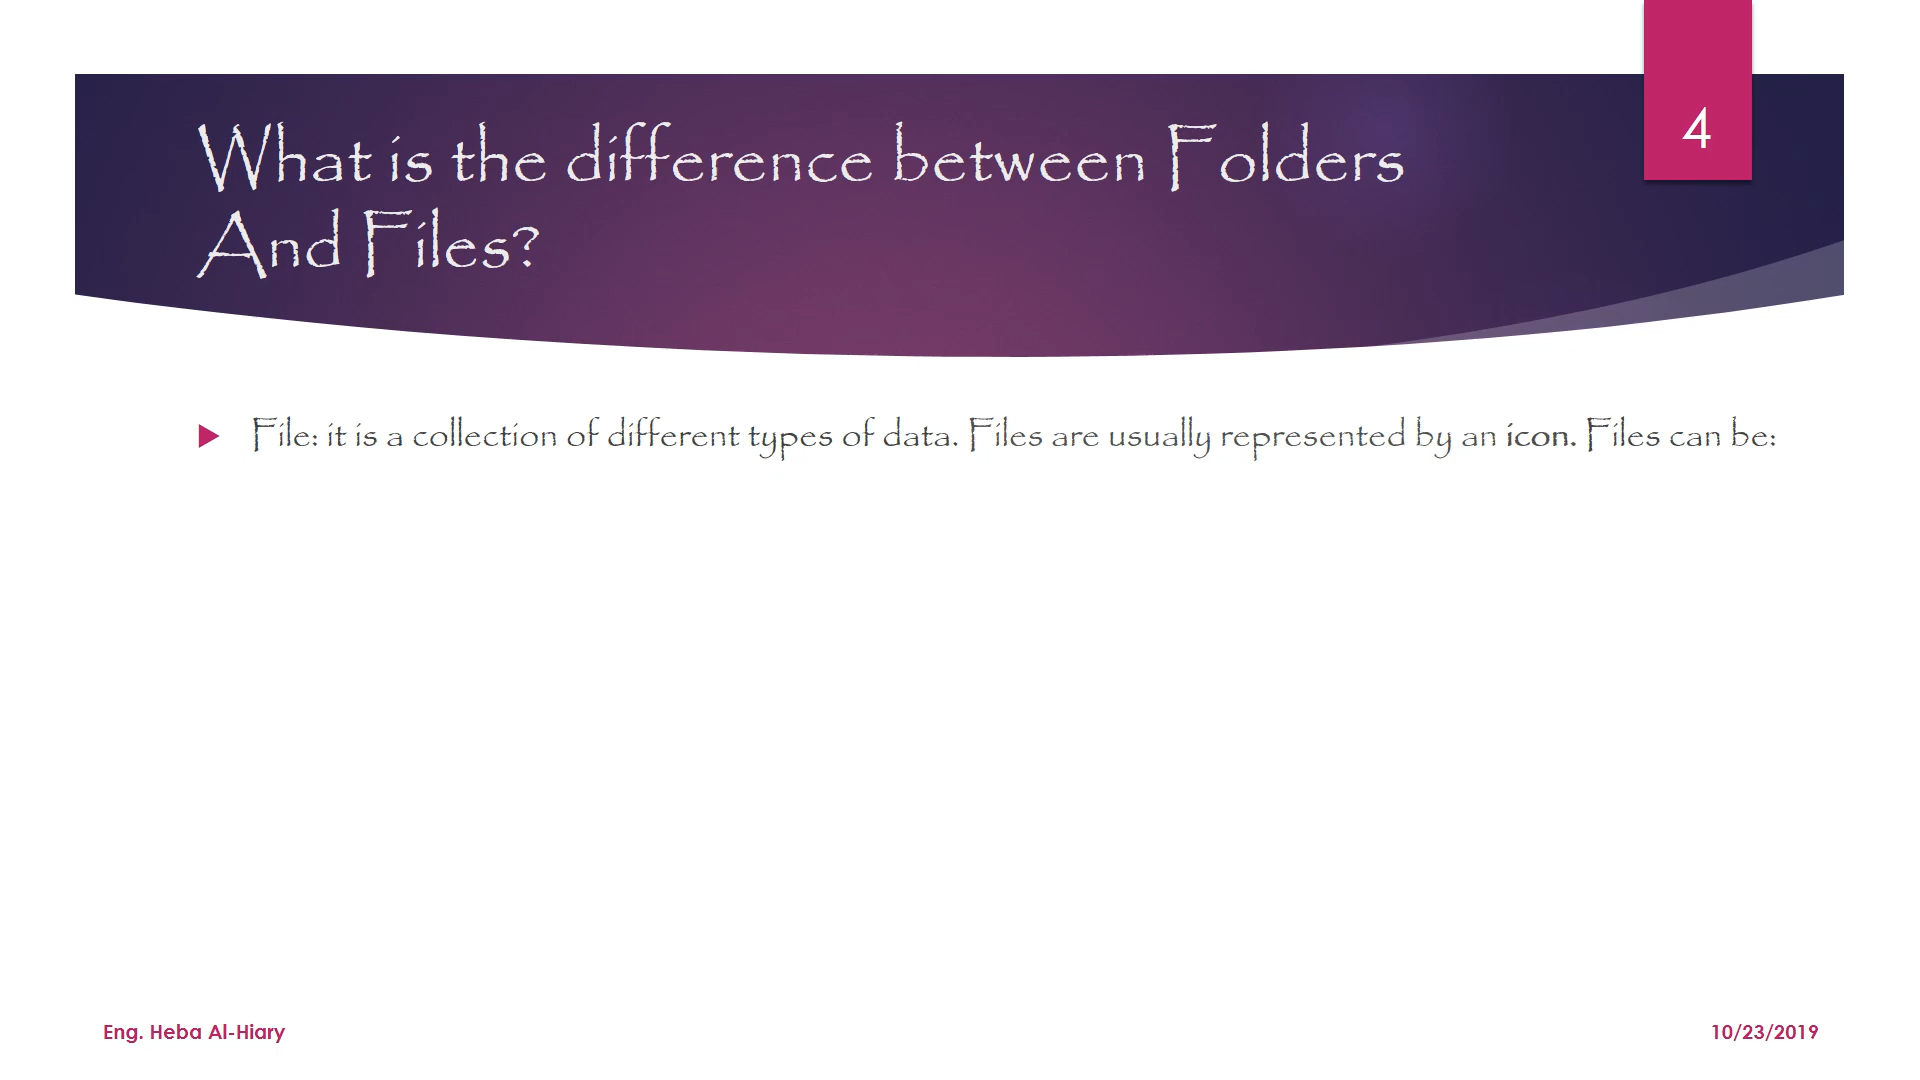 4
What is the difference between Folders
And Files?
File: it is a collection of different types of data. Files are usually represented by an icon. Files can be:
Eng. Heba Al-Hiary
10/23/2019